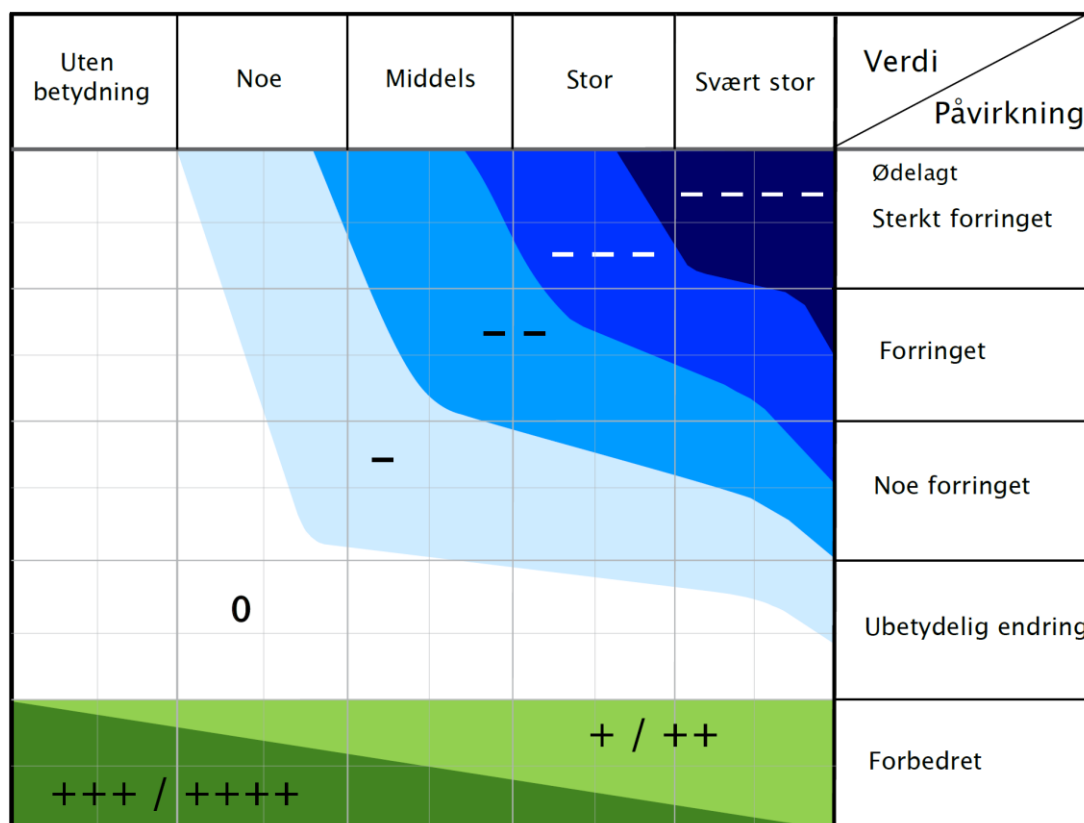 Uten
betydning
Noe
Middels
Stor
Svært stor
Verdi
Påvirkning
Ødelagt
Sterkt forringet
– – – –
– – –
– –
Forringet
–
Noe forringet
0
Ubetydelig endring
+ / ++
Forbedret
+++ / ++++